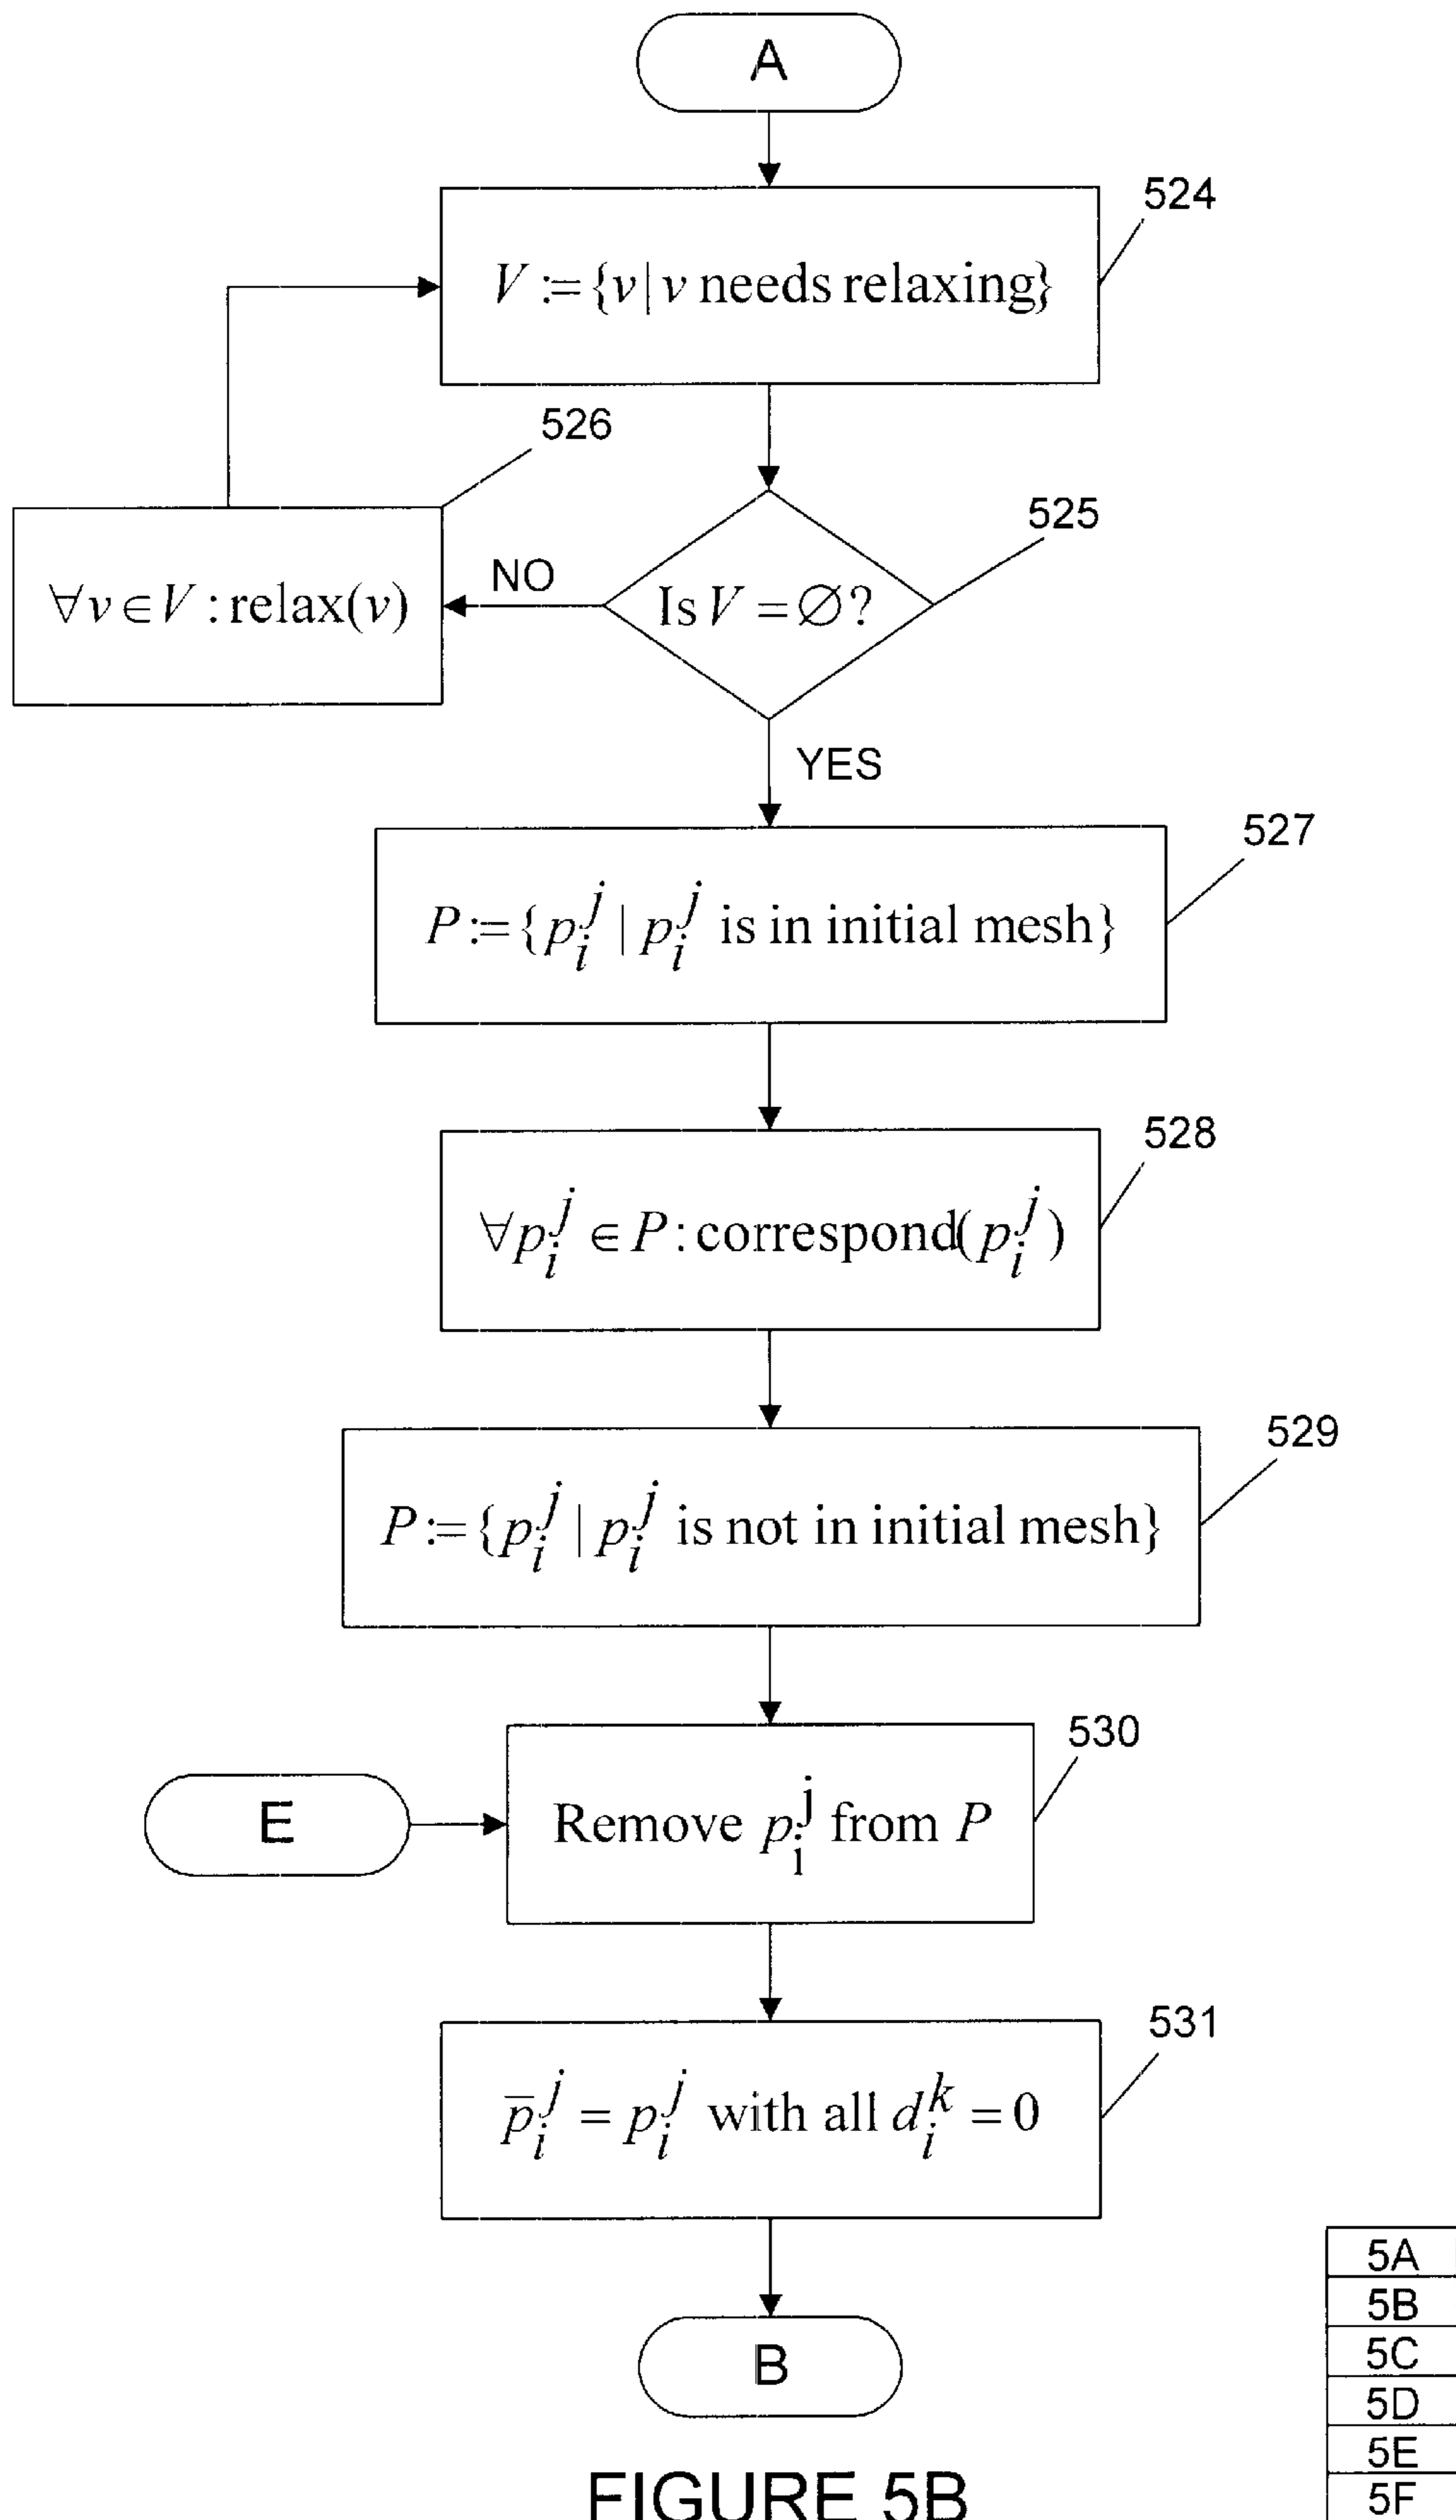 A
524
V := {v | v needs relaxing}
526
525
NO
∀v ∈ V : relax(v)
Is V = ∅?
YES
527
P := {p_i^j | p_i^j is in initial mesh}
528
∀p_i^j ∈ P : correspond(p_i^j)
529
P := {p_i^j | p_i^j is not in initial mesh}
530
E
Remove p_i^j from P
531
p̅_i^j = p_i^j with all d_i^k = 0
B
5A
5B
5C
5D
5E
5F
FIGURE 5B